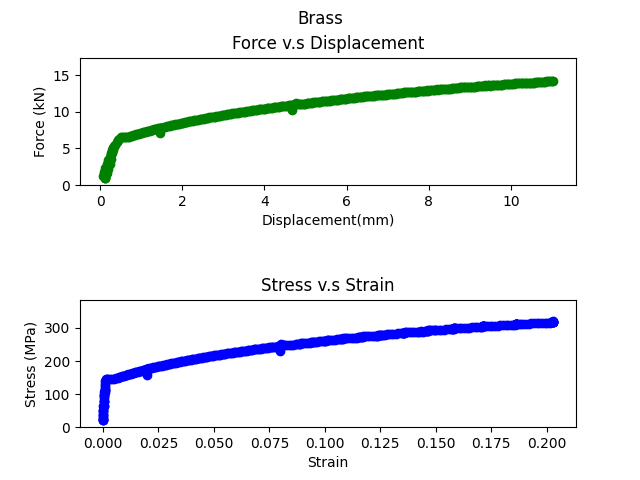 Brass
Force v.s Displacement
Force (kN)
15
10
5
0
0 2 4 6 8 10
Displacement(mm)
Stress v.s Strain
Stress (MPa)
300
200
100
0
0.000 0.025 0.050 0.075 0.100 0.125 0.150 0.175 0.200
Strain